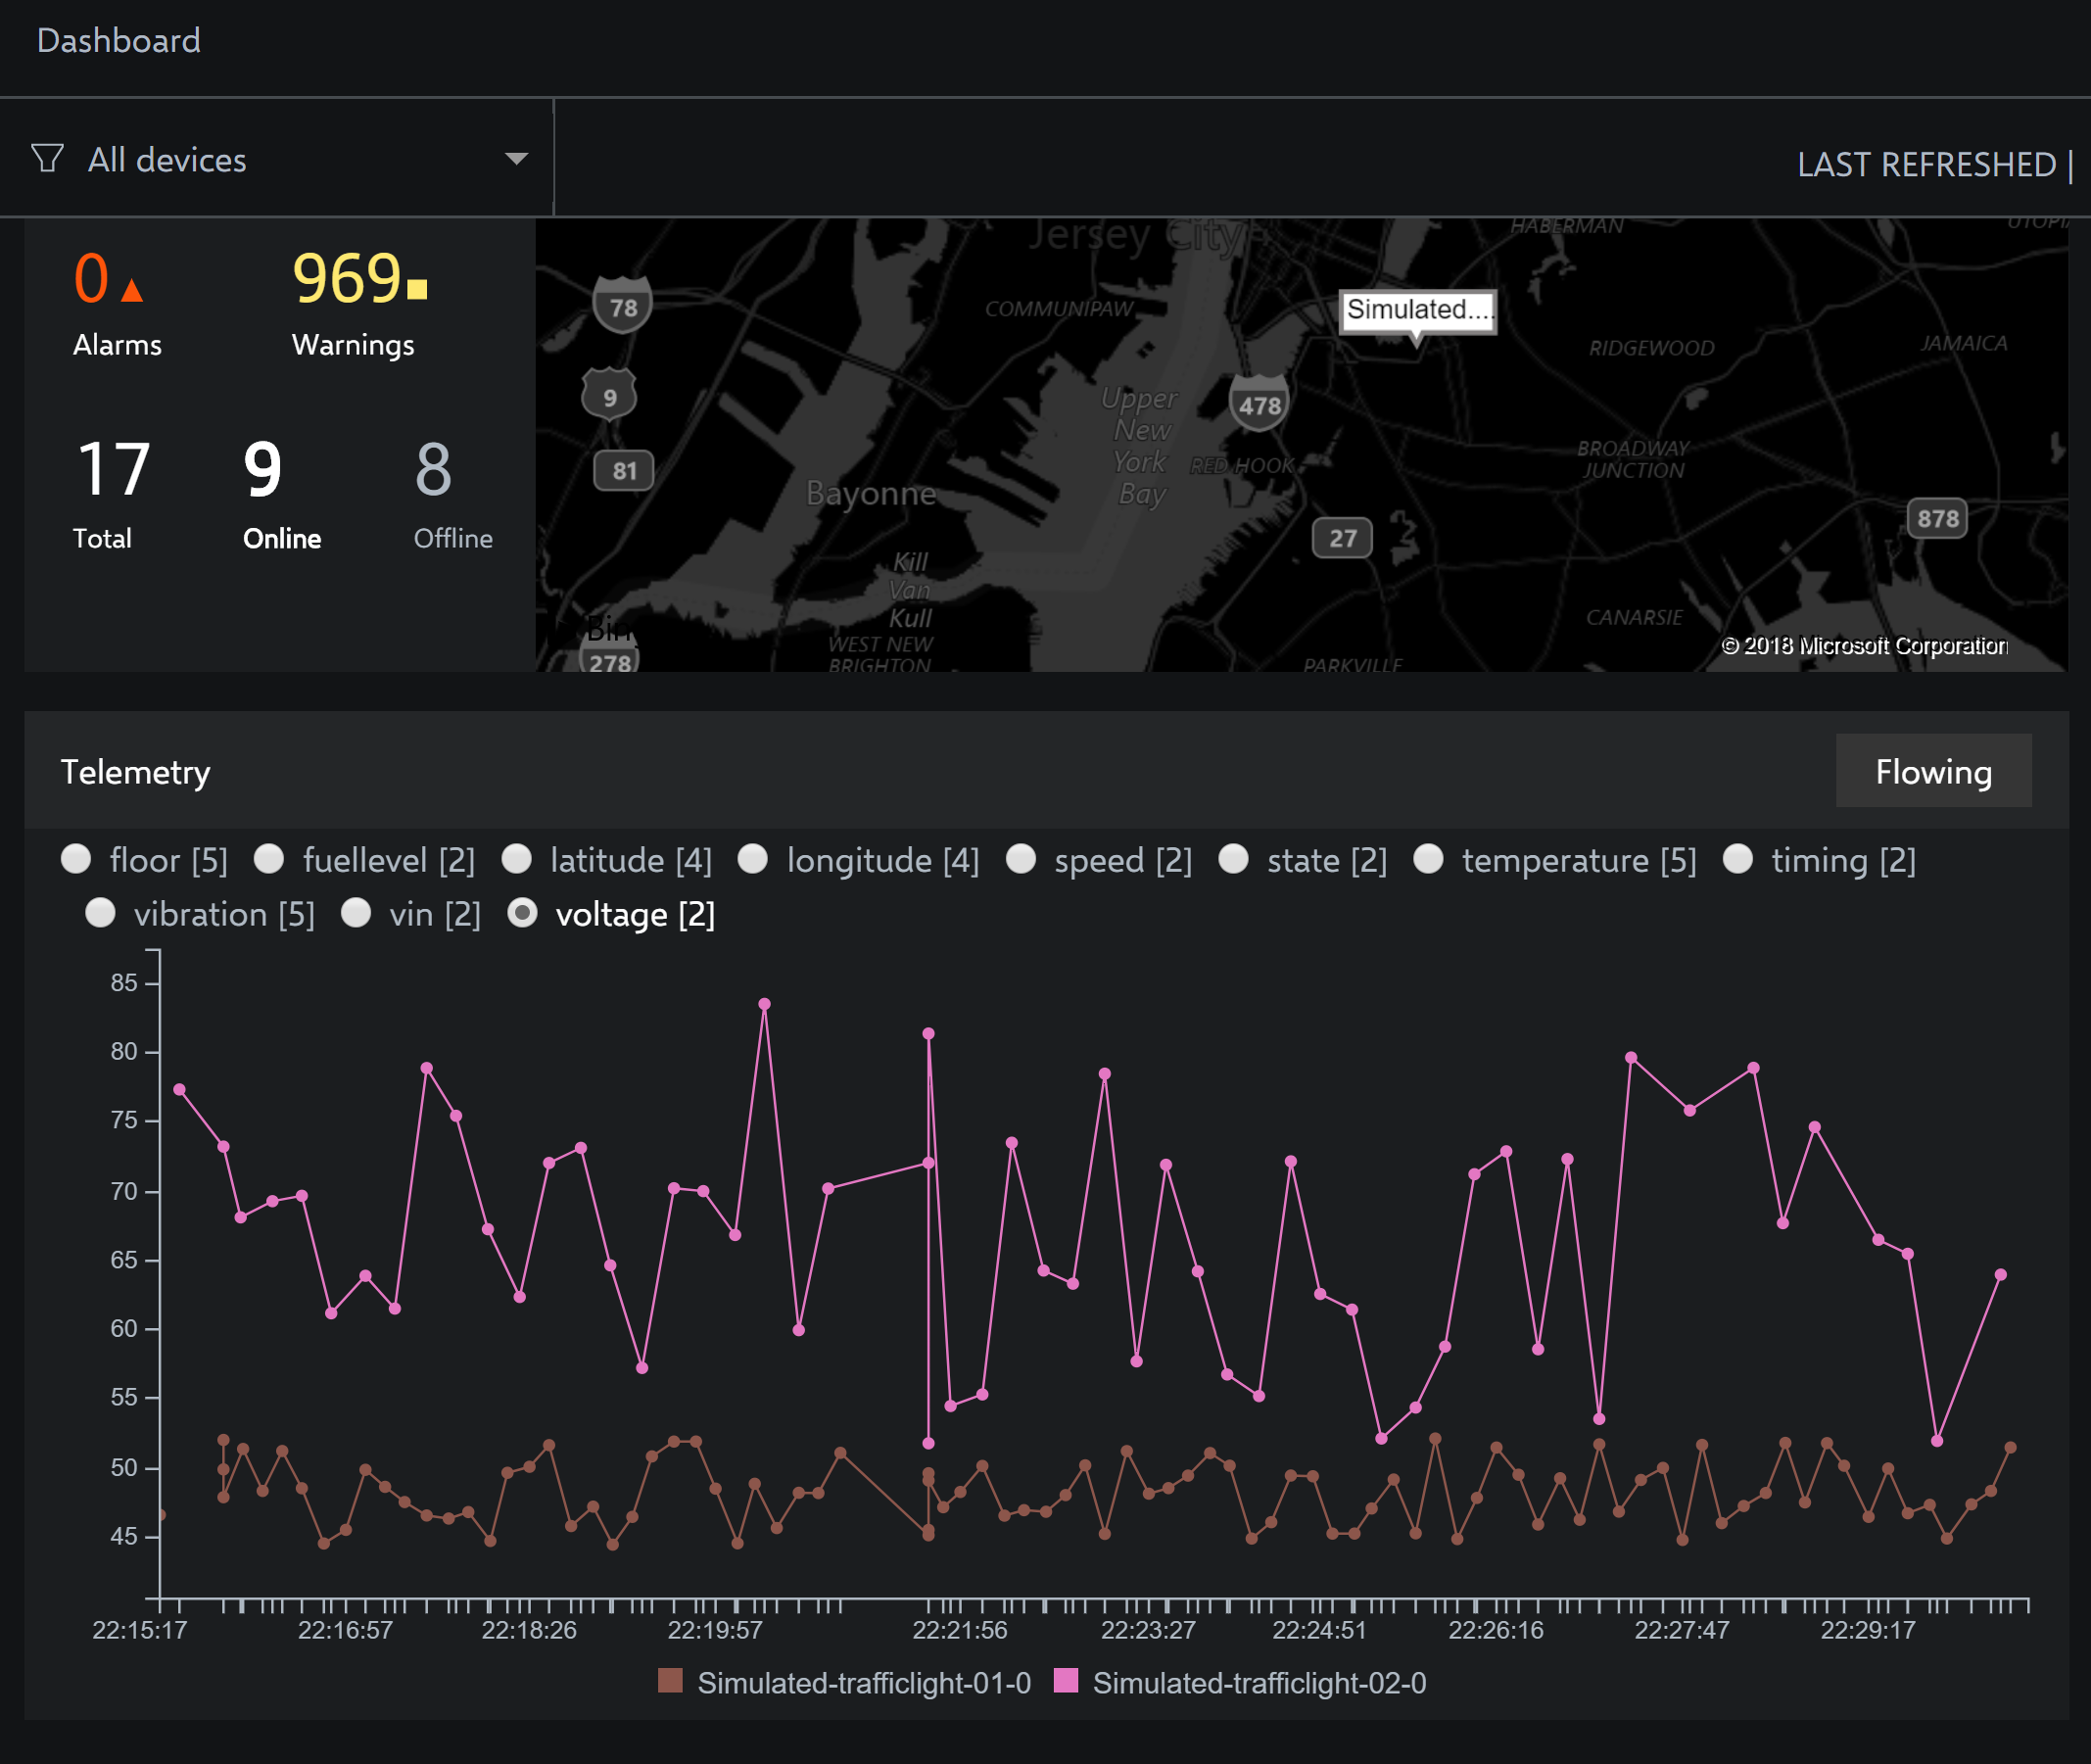 Dashboard
All devices
LAST REFRESHED |
0
969
Alarms
Warnings
17 9 8
Total Online Offline
Jersey City
HABERMAN
78
COMMUNIPAW
Simulated....
RIDGEWOOD
JAMAICA
9
478
Upper
New
York
Bay
RED HOOK
BROADWAY
JUNCTION
81
Bayonne
27
878
Kill
Van
Kull
CANARSIE
Bin
WEST NEW
BRIGHTON
278
PARKVILLE
© 2018 Microsoft Corporation
Telemetry
Flowing
floor [5] fuellevel [2] latitude [4] longitude [4] speed [2] state [2] temperature [5] timing [2]
vibration [5] vin [2] voltage [2]
85
80
75
70
65
60
55
50
45
22:15:17 22:16:57 22:18:26 22:19:57 22:21:56 22:23:27 22:24:51 22:26:16 22:27:47 22:29:17
Simulated-trafficlight-01-0 Simulated-trafficlight-02-0